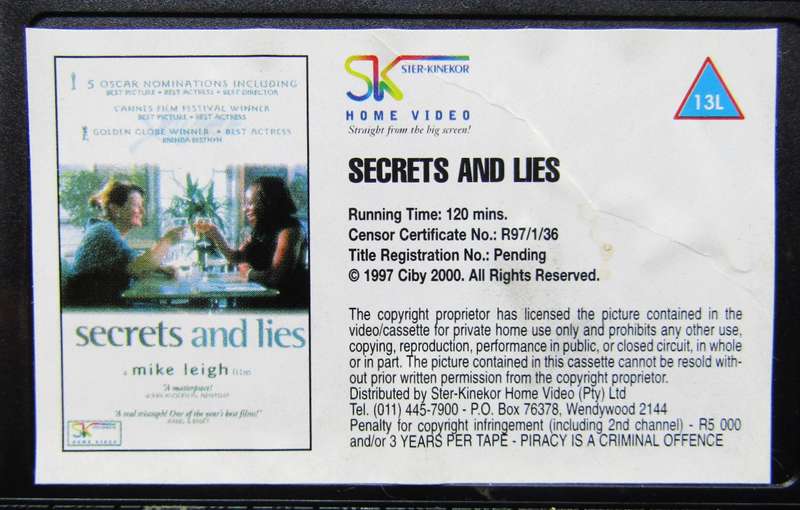 5 OSCAR NOMINATIONS INCLUDING
BEST PICTURE • BEST ACTRESS • BEST DIRECTOR
CANNES FILM FESTIVAL WINNER
BEST PICTURE • BEST ACTRESS
GOLDEN GLOBE WINNER • BEST ACTRESS
BRENDA BLETHYN
secrets and lies
a mike leigh film
"A masterpiece!
"A real triumph! One of the year's best films!"
SK STER-KINEKOR
HOME VIDEO
SK STER-KINEKOR
HOME VIDEO
Straight from the big screen!
13L
SECRETS AND LIES
Running Time: 120 mins.
Censor Certificate No.: R97/1/36
Title Registration No.: Pending
© 1997 Ciby 2000. All Rights Reserved.
The copyright proprietor has licensed the picture contained in the
video/cassette for private home use only and prohibits any other use,
copying, reproduction, performance in public, or closed circuit, in whole
or in part. The picture contained in this cassette cannot be resold with-
out prior written permission from the copyright proprietor.
Distributed by Ster-Kinekor Home Video (Pty) Ltd
Tel. (011) 445-7900 - P.O. Box 76378, Wendywood 2144
Penalty for copyright infringement (including 2nd channel) - R5 000
and/or 3 YEARS PER TAPE - PIRACY IS A CRIMINAL OFFENCE